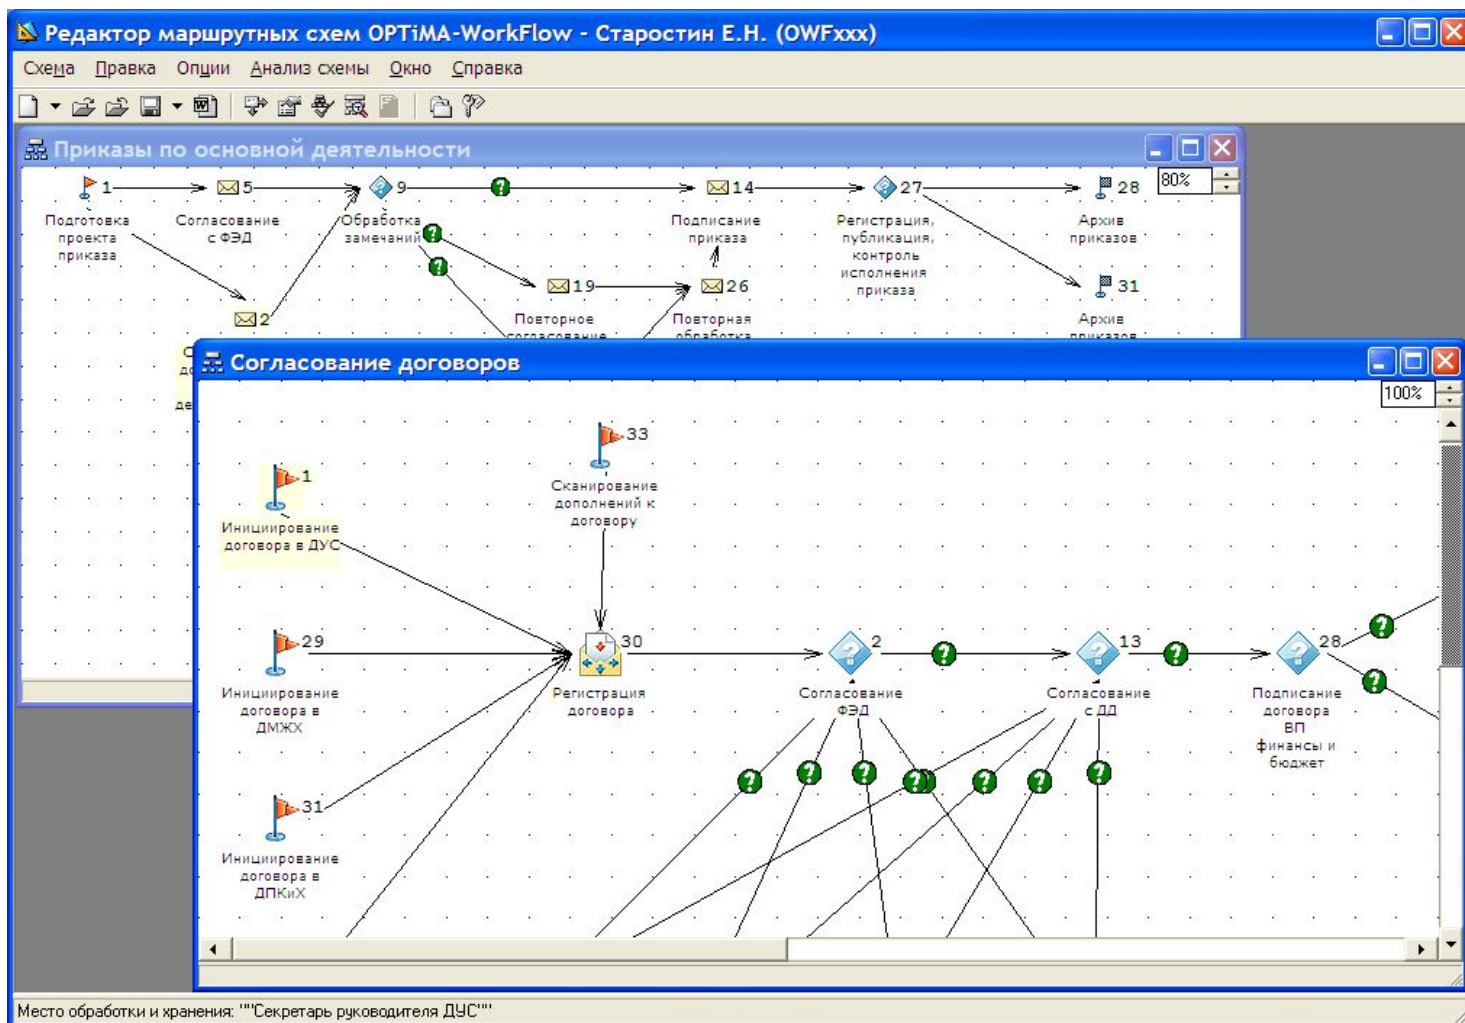 Редактор маршрутных схем OPTiMA-WorkFlow - Старостин Е.Н. (OWFxxx)
Схема Правка Опции Анализ схемы Окно Справка
Приказы по основной деятельности
80%
1
5
9
14
27
28
Подготовка
проекта
приказа
Согласование
с ФЭД
Обработка
замечаний
Подписание
приказа
Регистрация,
публикация,
контроль
исполнения
приказа
Архив
приказов
2
19
26
31
Повторное
согласование
Повторная
обработка
Архив
приказов
Согласование договоров
100%
33
Сканирование
дополнений к
договору
1
Инициирование
договора в ДУС
29
30
2
13
28
Инициирование
договора в
ДМЖХ
Регистрация
договора
Согласование
ФЭД
Согласование
с ДД
Подписание
договора
ВП
финансы и
бюджет
31
Инициирование
договора в
ДПКиХ
Место обработки и хранения: ""Секретарь руководителя ДУС""